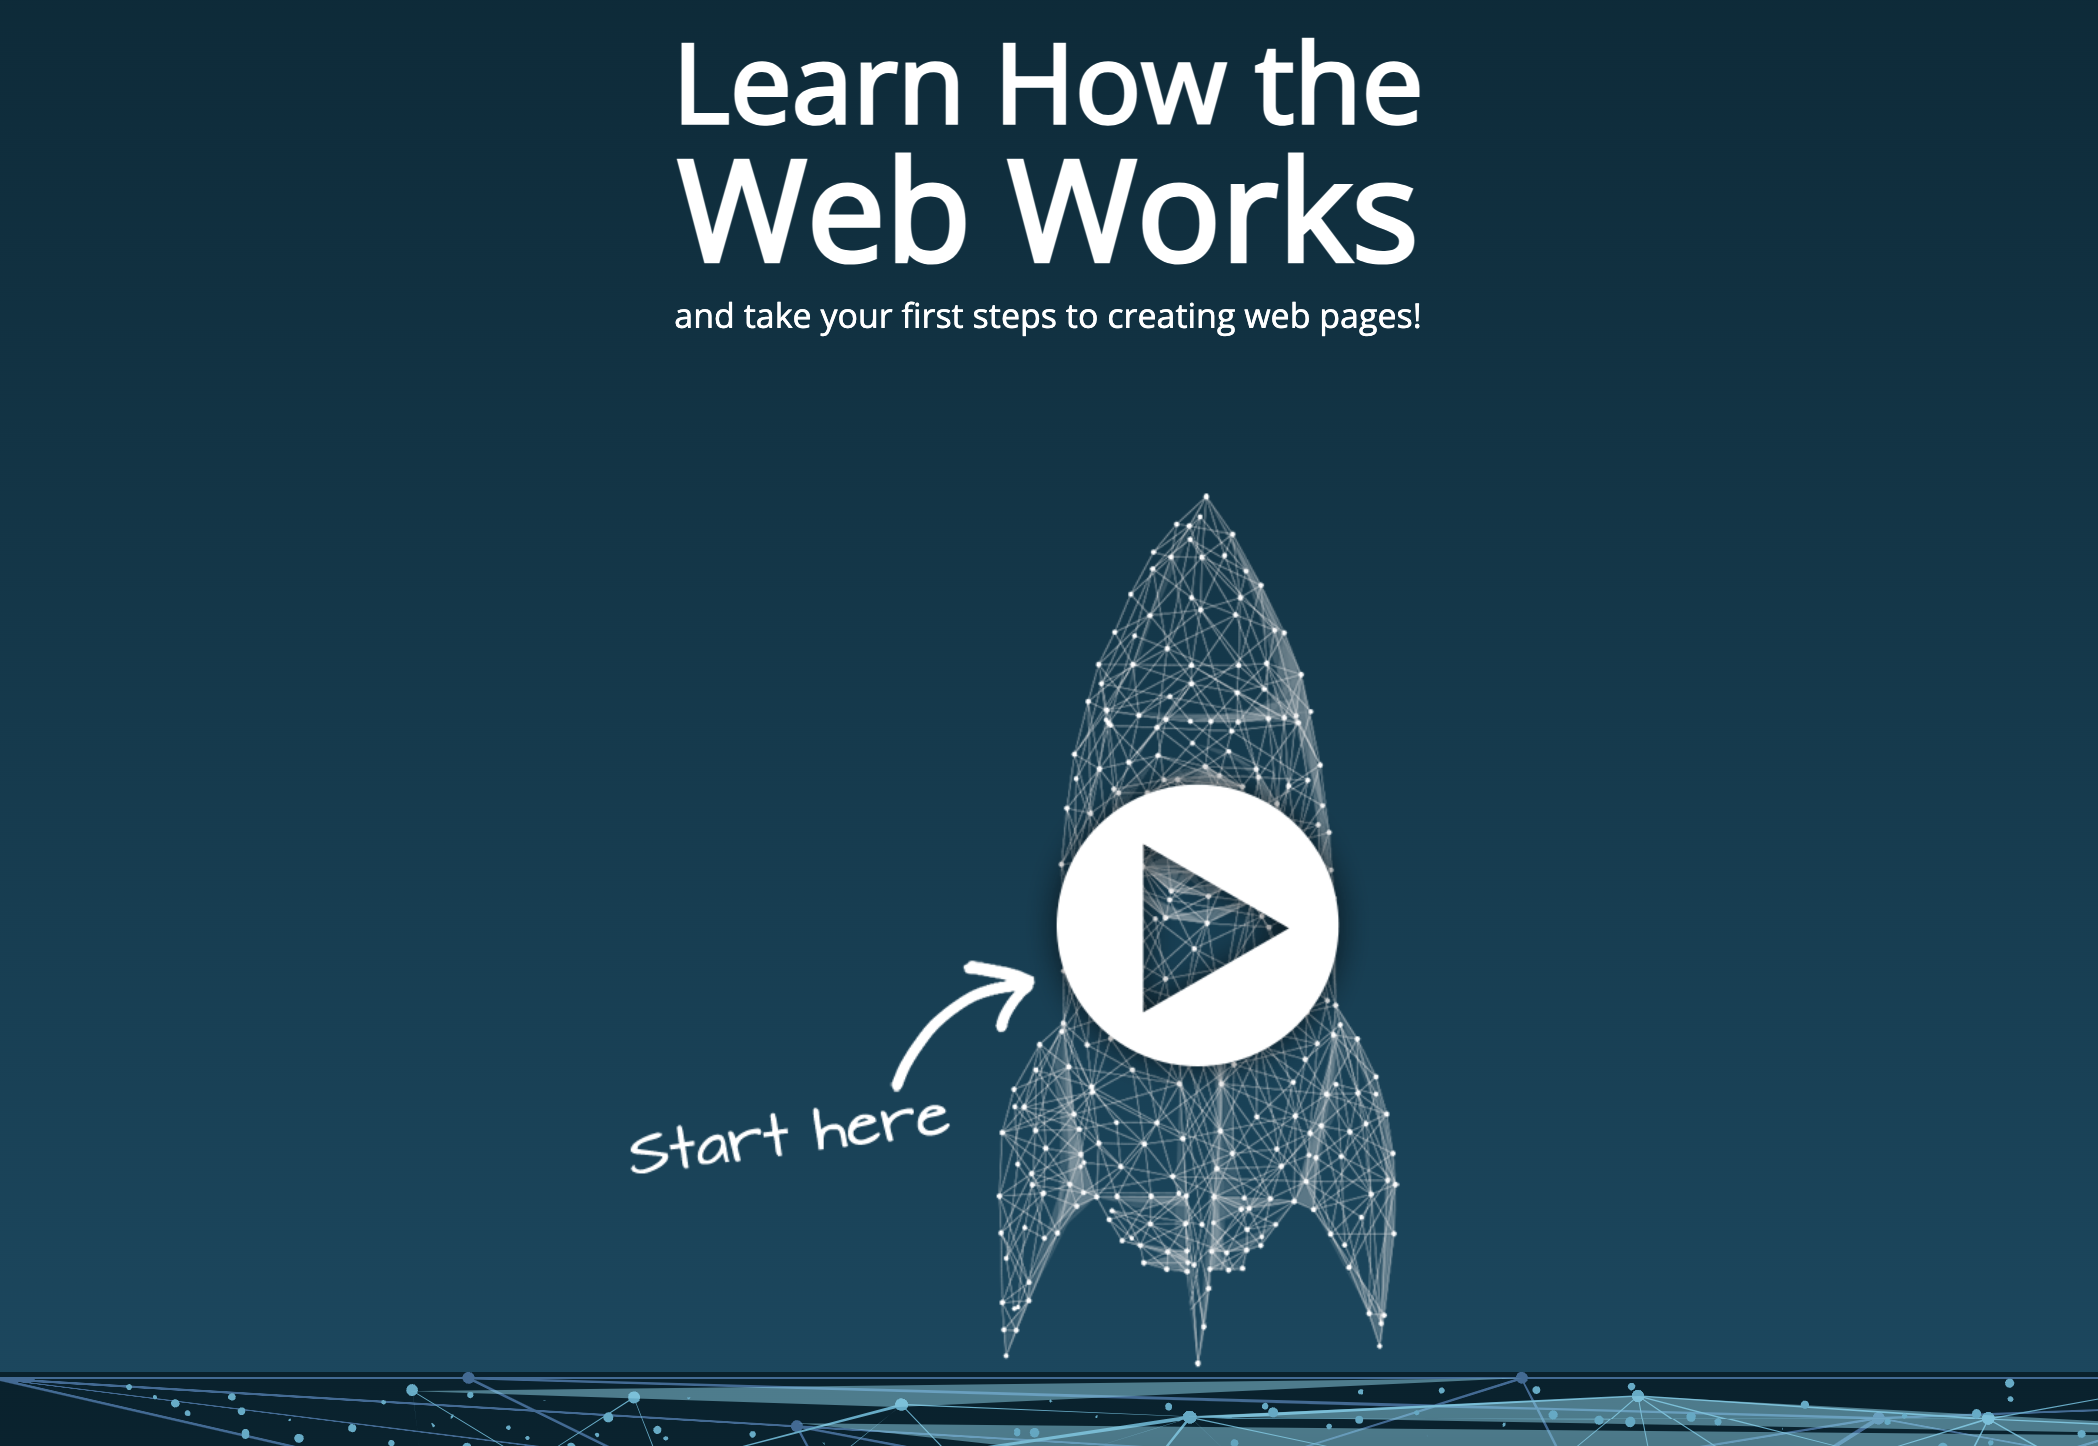 Learn How the
Web Works
and take your first steps to creating web pages!
Start here